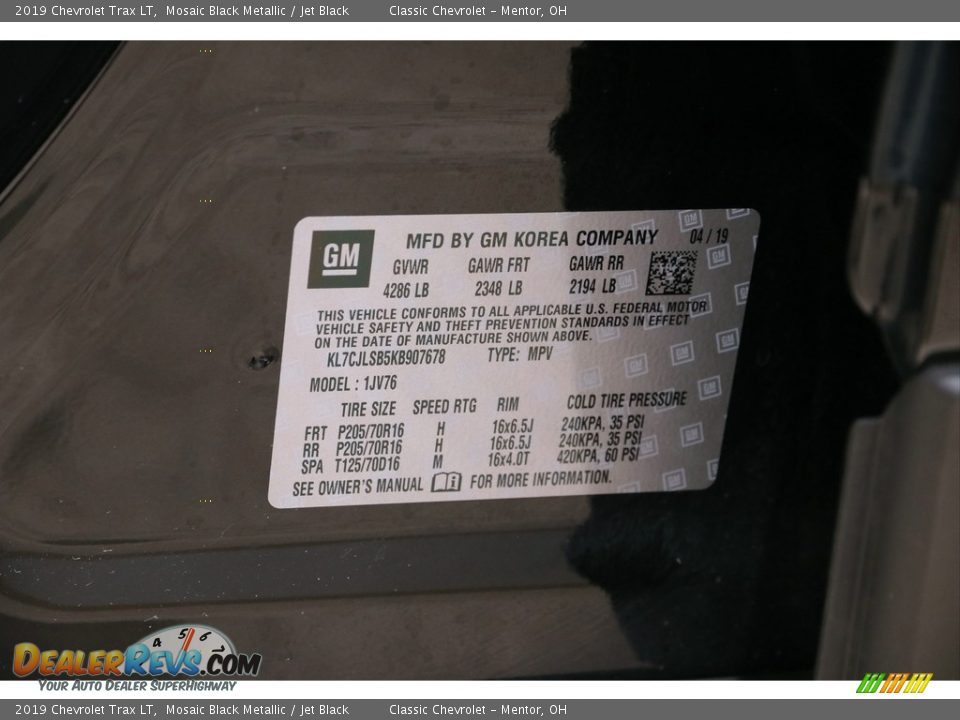 2019 Chevrolet Trax LT, Mosaic Black Metallic / Jet Black Classic Chevrolet - Mentor, OH
GM MFD BY GM KOREA COMPANY 04 / 19
GVWR GAWR FRT GAWR RR
4286 LB 2348 LB 2194 LB
THIS VEHICLE CONFORMS TO ALL APPLICABLE U.S. FEDERAL MOTOR
VEHICLE SAFETY AND THEFT PREVENTION STANDARDS IN EFFECT
ON THE DATE OF MANUFACTURE SHOWN ABOVE.
KL7CJLSB5KB907678 TYPE: MPV
MODEL : 1JV76
TIRE SIZE SPEED RTG RIM COLD TIRE PRESSURE
FRT P205/70R16 H 16x6.5J 240KPA, 35 PSI
RR P205/70R16 H 16x6.5J 240KPA, 35 PSI
SPA T125/70D16 M 16x4.0T 420KPA, 60 PSI
SEE OWNER'S MANUAL FOR MORE INFORMATION.
4 5 6
DEALERREVS.COM
YOUR AUTO DEALER SUPERHIGHWAY
2019 Chevrolet Trax LT, Mosaic Black Metallic / Jet Black Classic Chevrolet - Mentor, OH